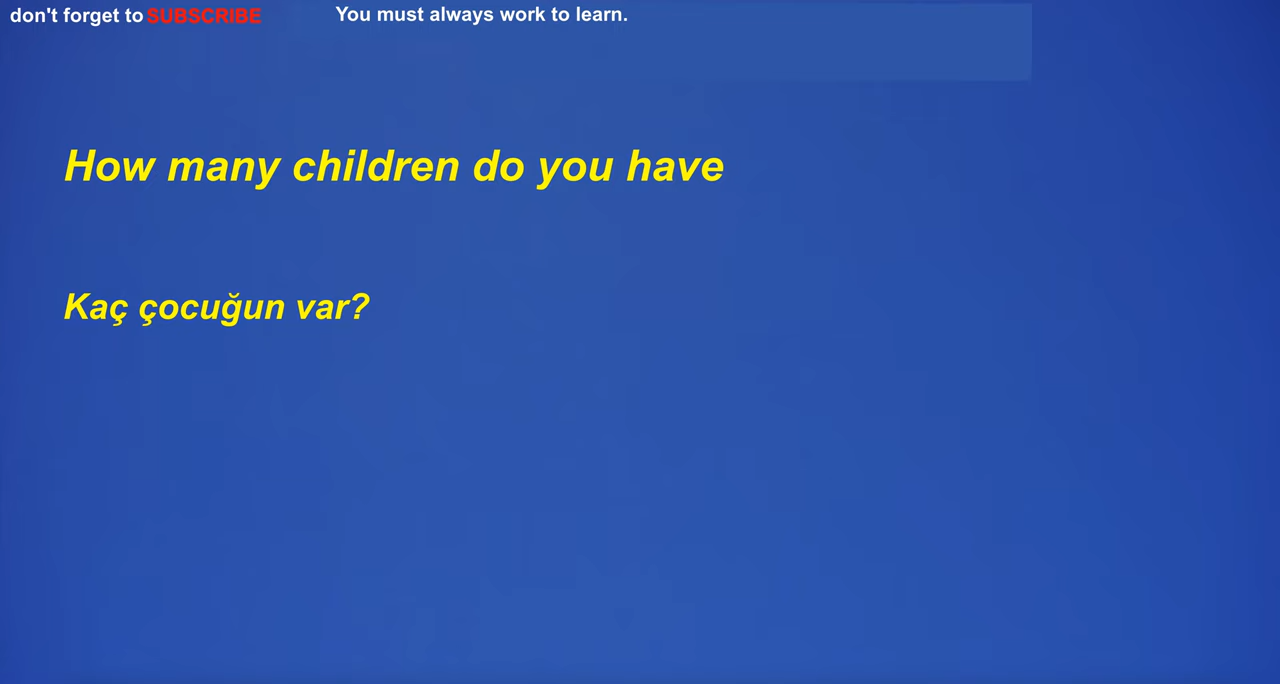 don't forget to SUBSCRIBE You must always work to learn.
How many children do you have
Kaç çocuğun var?